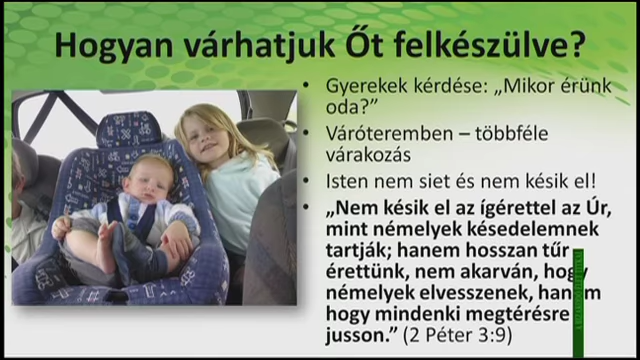 Hogyan várhatjuk Őt felkészülve?
• Gyerekek kérdése: „Mikor érünk
oda?”
• Váróteremben – többféle
várakozás
• Isten nem siet és nem késik el!
• „Nem késik el az ígérettel az Úr,
mint némelyek késedelemnek
tartják; hanem hosszan tűr
érettünk, nem akarván, hogy
némelyek elvesszenek, hanem
hogy mindenki megtérésre
jusson.” (2 Péter 3:9)